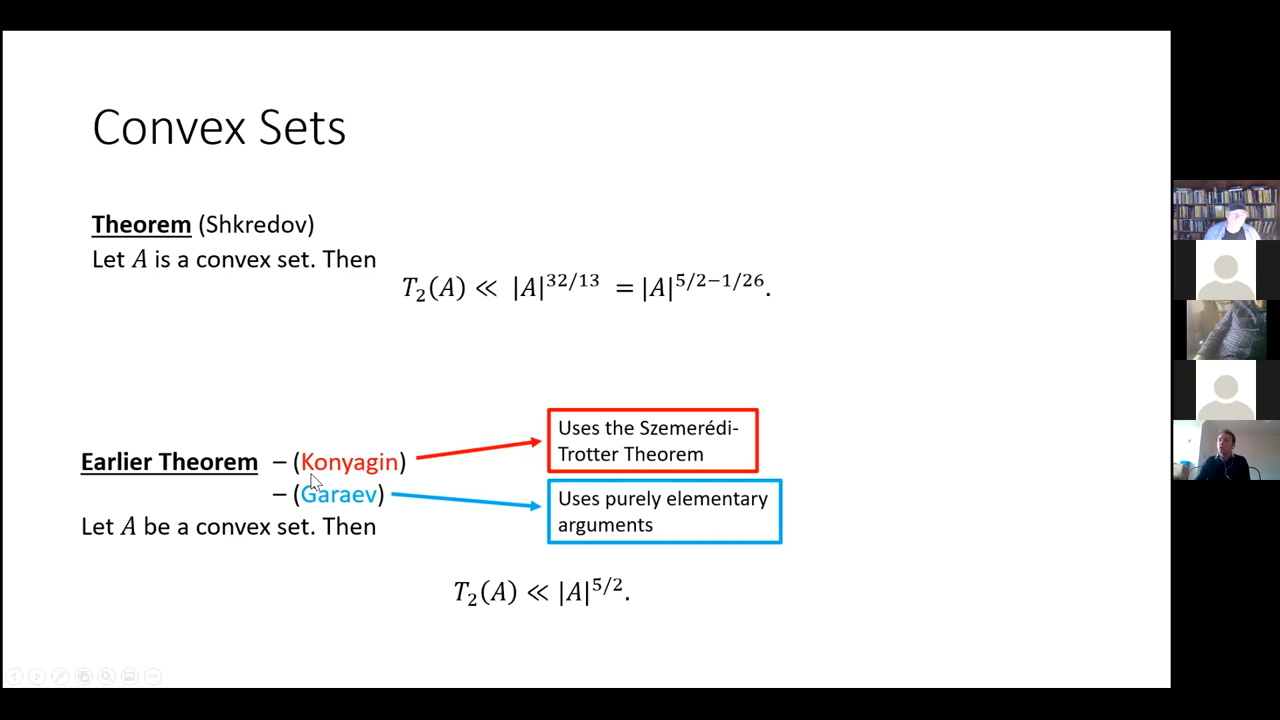 Convex Sets
Theorem (Shkredov)
Let A is a convex set. Then
T₂(A) ≪ |A|^{32/13} = |A|^{5/2−1/26}.
Uses the Szemerédi-
Trotter Theorem
Earlier Theorem – (Konyagin)
– (Garaev)
Uses purely elementary
arguments
Let A be a convex set. Then
T₂(A) ≪ |A|^{5/2}.